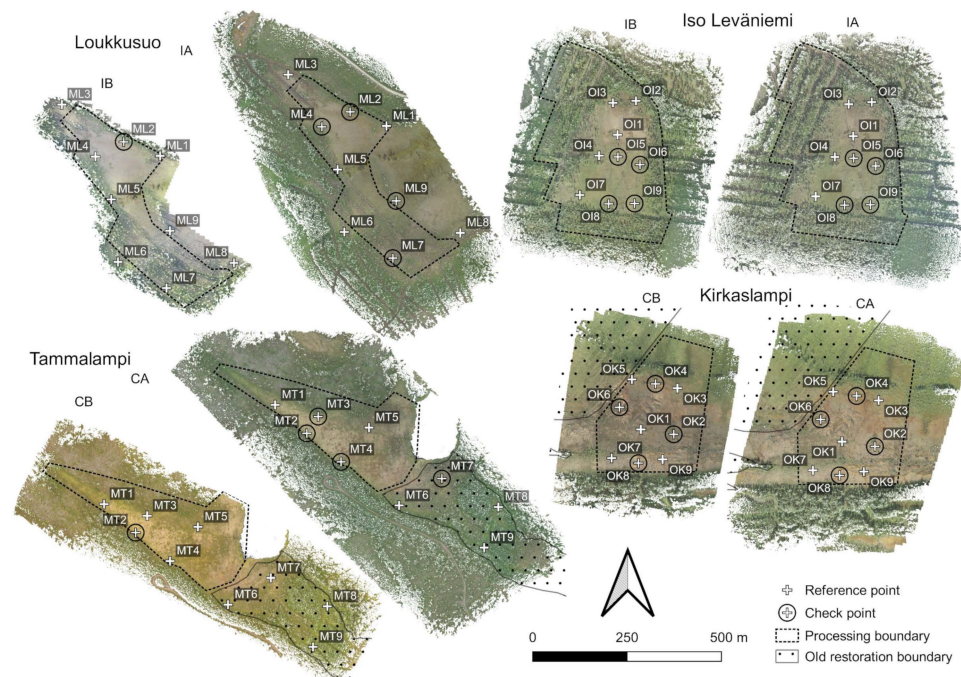 Loukkusuo
IA
IB
ML3
ML2
ML4
ML1
ML5
ML9
ML6
ML8
ML7
ML3
ML2
ML4
ML1
ML5
ML9
ML6
ML8
ML7
Iso Leväniemi
IB
IA
OI3
OI2
OI1
OI4
OI5
OI6
OI7
OI9
OI8
OI3
OI2
OI1
OI4
OI5
OI6
OI7
OI9
OI8
Tammalampi
CA
CB
MT1
MT3
MT2
MT5
MT4
MT7
MT6
MT8
MT9
MT1
MT3
MT2
MT5
MT4
MT7
MT6
MT8
MT9
Kirkaslampi
CB
CA
OK5
OK4
OK6
OK3
OK1
OK2
OK7
OK8
OK9
OK5
OK4
OK6
OK3
OK2
OK1
OK7
OK8
OK9
0
250
500 m
Reference point
Check point
Processing boundary
Old restoration boundary